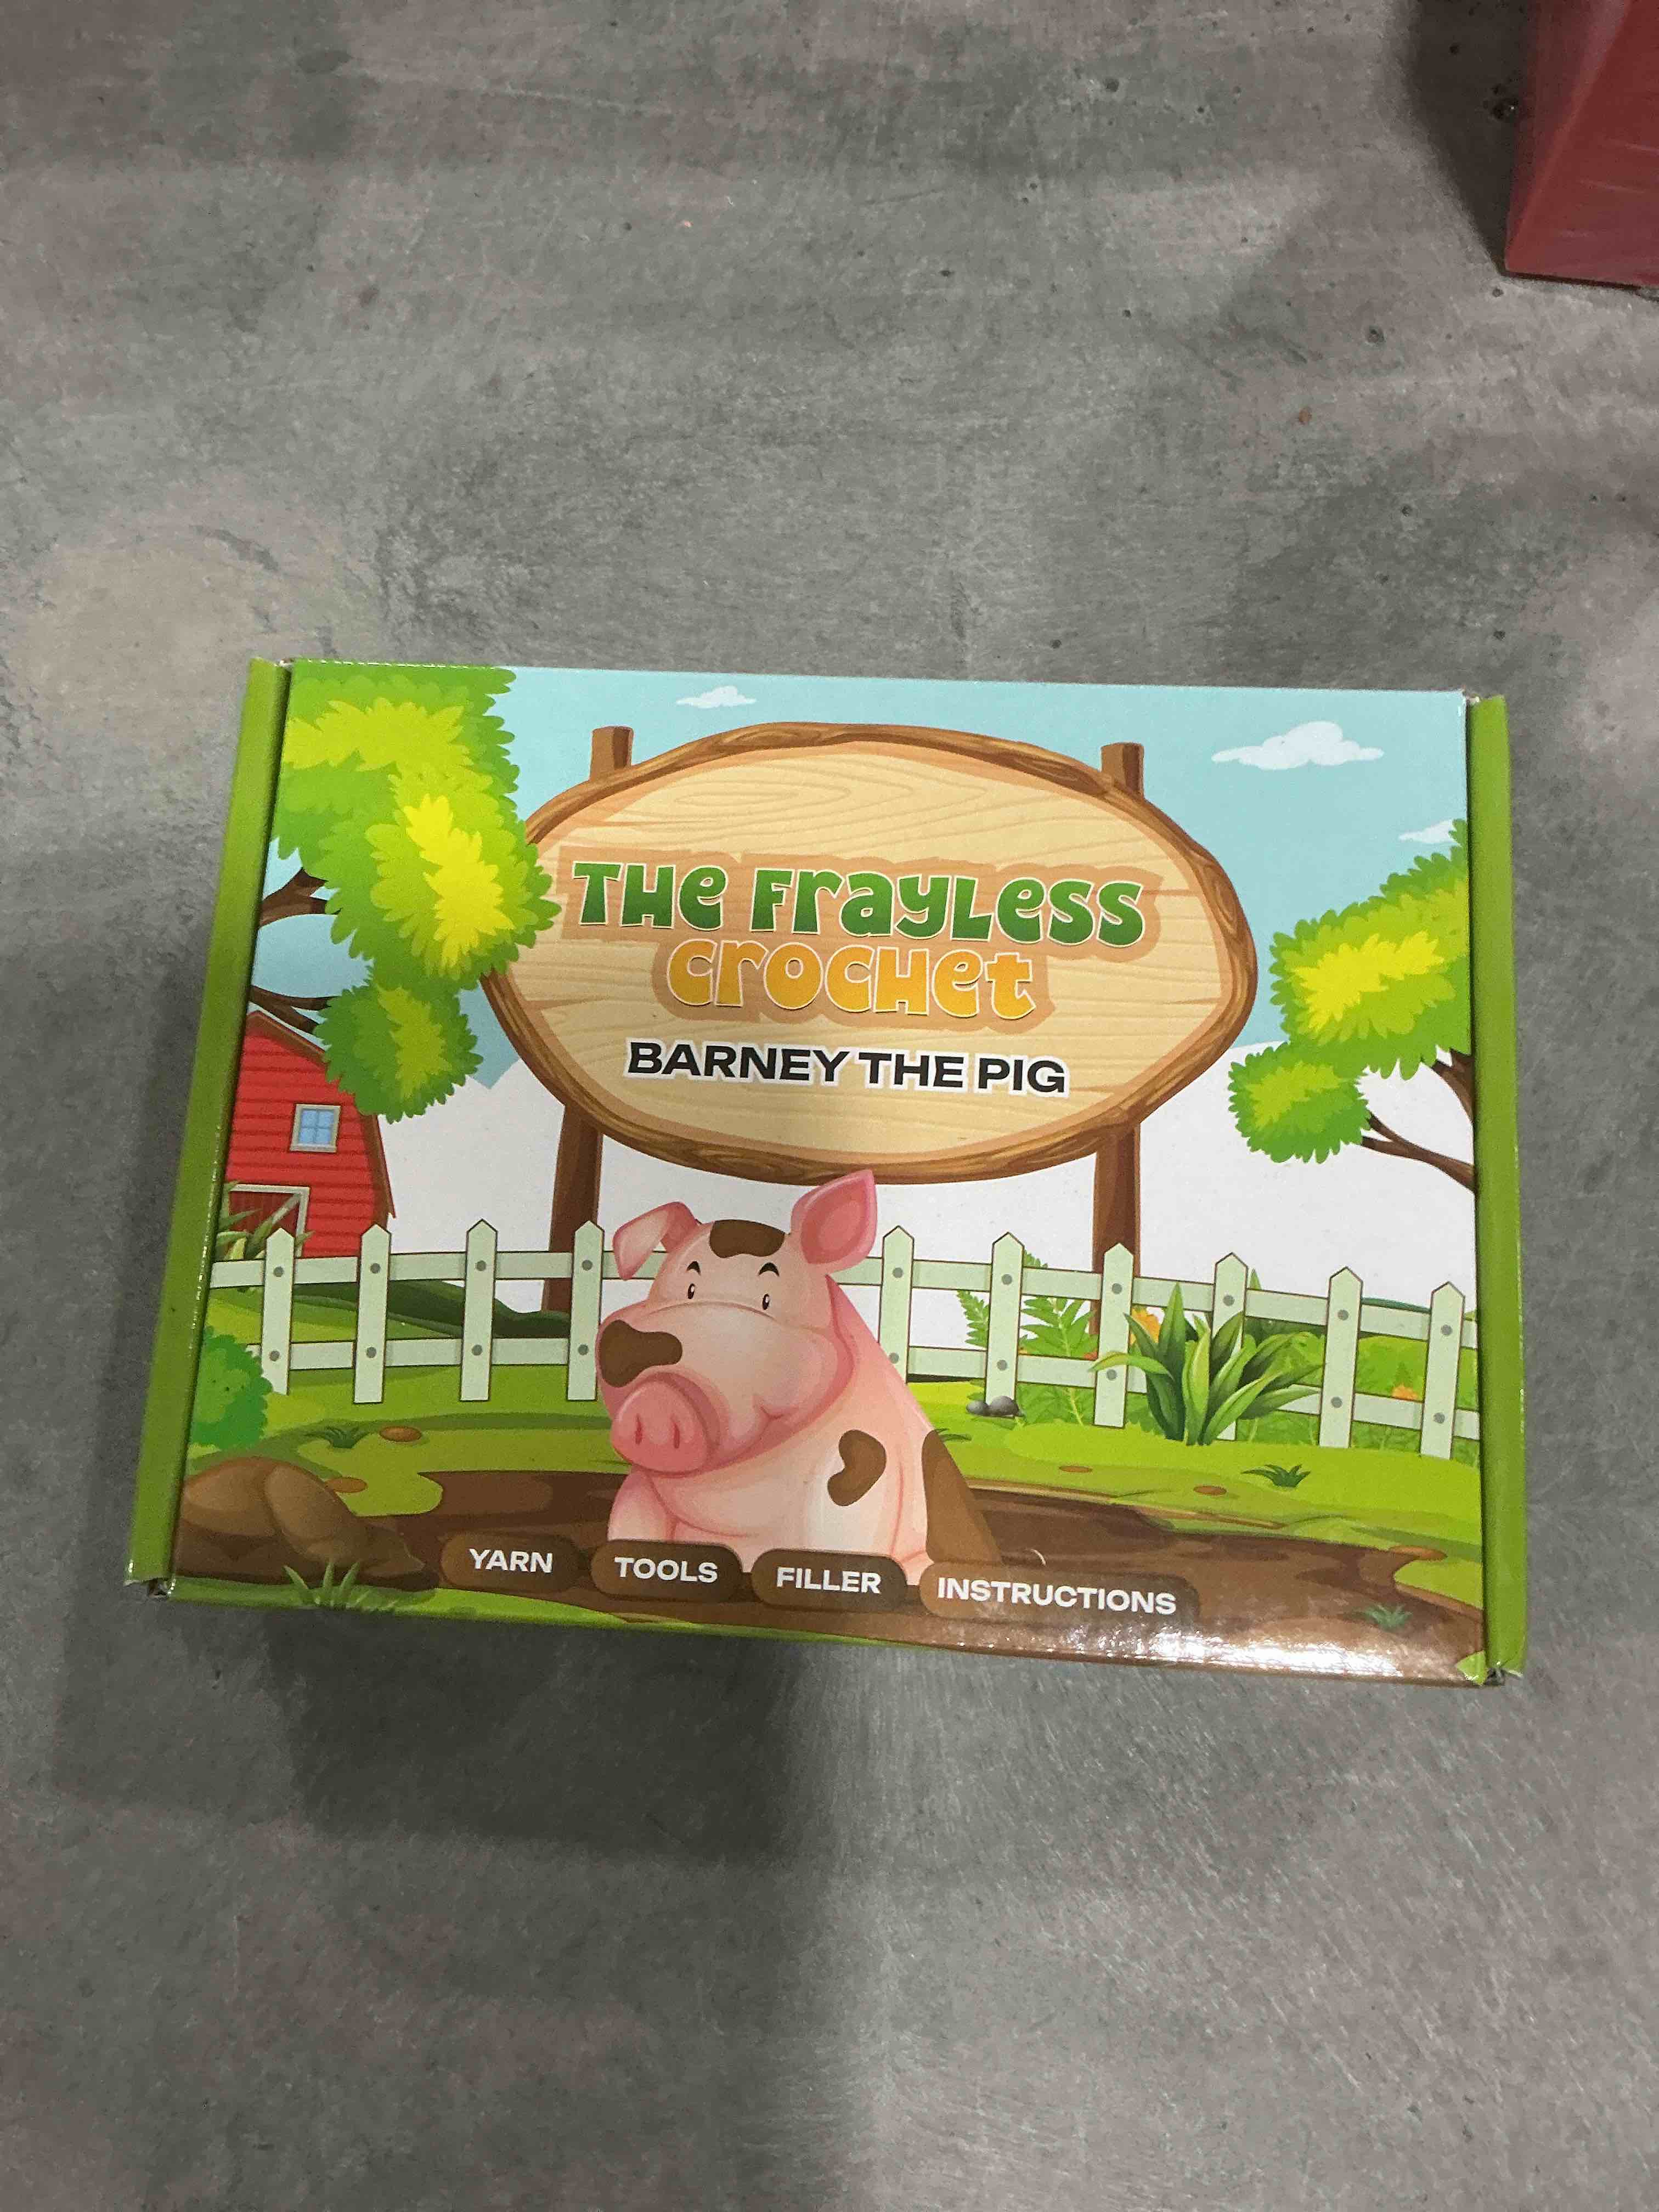 THE FRAYLESS
CROCHET
BARNEY THE PIG
YARN TOOLS FILLER INSTRUCTIONS